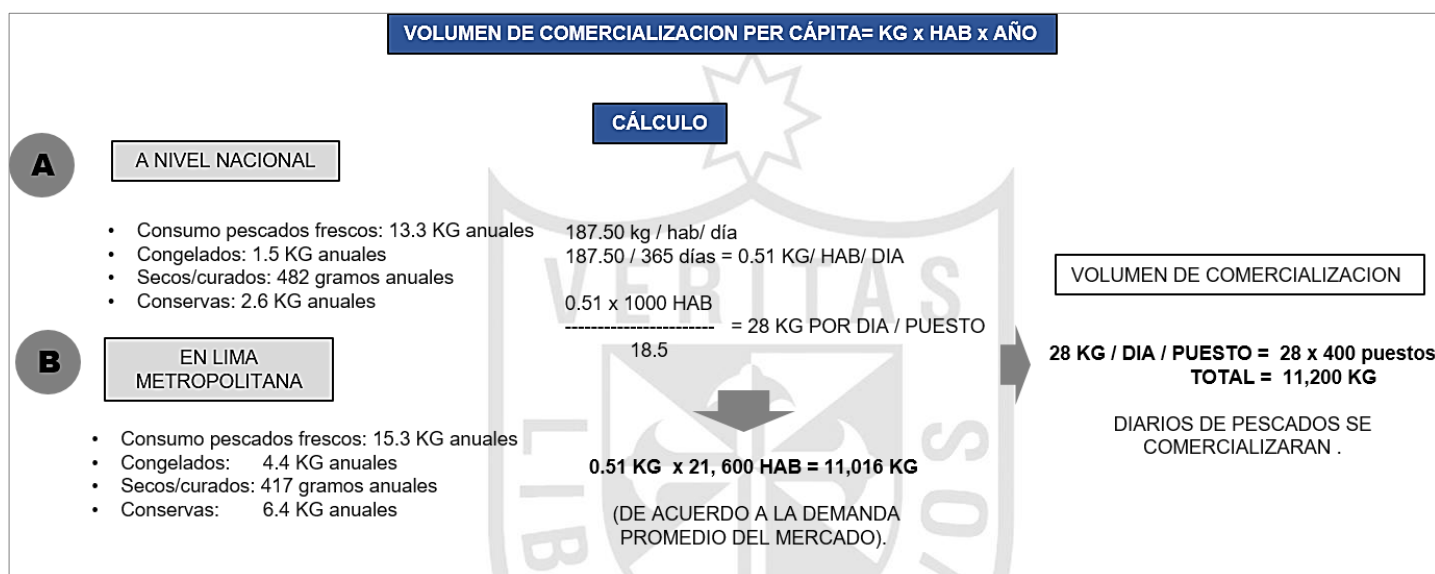 VOLUMEN DE COMERCIALIZACION PER CÁPITA= KG x HAB x AÑO
CÁLCULO
A
A NIVEL NACIONAL
• Consumo pescados frescos: 13.3 KG anuales
• Congelados: 1.5 KG anuales
• Secos/curados: 482 gramos anuales
• Conservas: 2.6 KG anuales
B
EN LIMA
METROPOLITANA
• Consumo pescados frescos: 15.3 KG anuales
• Congelados: 4.4 KG anuales
• Secos/curados: 417 gramos anuales
• Conservas: 6.4 KG anuales
187.50 kg / hab/ día
187.50 / 365 días = 0.51 KG/ HAB/ DIA
0.51 x 1000 HAB
----------------------- = 28 KG POR DIA / PUESTO
18.5
0.51 KG x 21, 600 HAB = 11,016 KG
(DE ACUERDO A LA DEMANDA
PROMEDIO DEL MERCADO).
VOLUMEN DE COMERCIALIZACION
28 KG / DIA / PUESTO = 28 x 400 puestos
TOTAL = 11,200 KG
DIARIOS DE PESCADOS SE
COMERCIALIZARAN .
VERITAS
LIB
SO